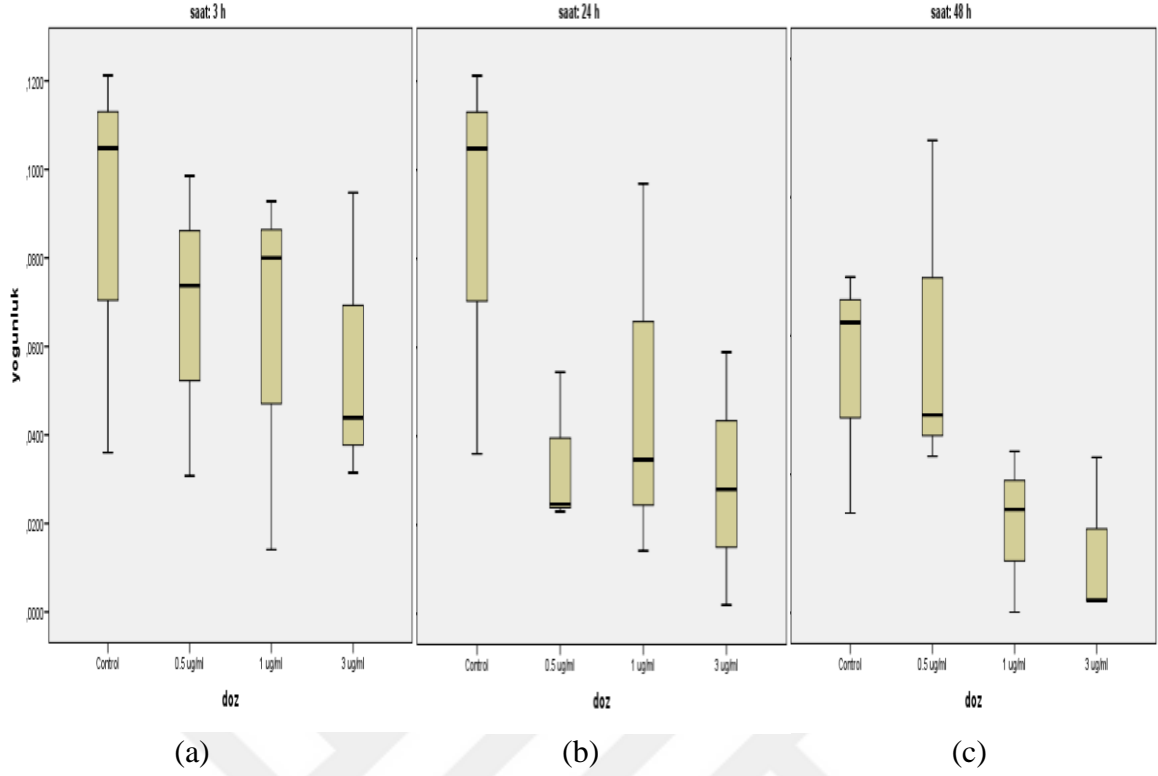 saat: 3 h
saat: 24 h
saat: 48 h
yogunluk
,1200
,1000
,0800
,0600
,0400
,0200
,0000
Control 0.5 ug/ml 1 ug/ml 3 ug/ml
Control 0.5 ug/ml 1 ug/ml 3 ug/ml
Control 0.5 ug/ml 1 ug/ml 3 ug/ml
doz
doz
doz
(a)
(b)
(c)